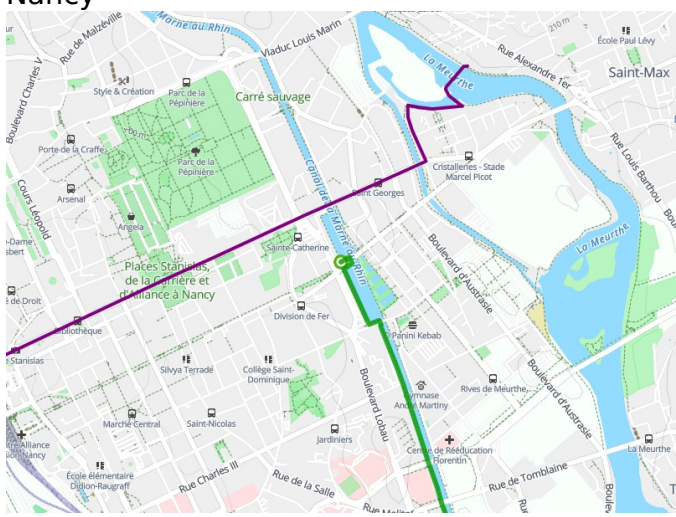 Nancy
Rue de Malzéville
Marne au Rhin
Viaduc Louis Marin
La Meurthe
Rue Alexandre 1er
210 m
École Paul Lévy
Saint-Max
Boulevard Charles V
Style & Création
Parc de la
Pépinière
Carré sauvage
Porte de la Craffe
200 m
Parc de la
Pépinière
Cristalleries - Stade
Marcel Picot
Rue Louis Barthou
Cours Léopold
Arsenal
Canal de la Marne au Rhin
Saint Georges
Angela
Sainte-Catherine
La Meurthe
Places Stanislas,
de la Carrière et
d'Alliance à Nancy
Boulevard d'Austrasie
de Droit
Division de Fer
Bibliothèque
Stanislas
Panini Kebab
Silvya Terrade
Collège Saint-
Dominique
Boulevard Lobau
Gymnase
André Martiny
Rives de Meurthe
Boulevard d'Austrasie
Marché Central
Saint-Nicolas
Jardiniers
Centre de Rééducation
Florentin
La Meurthe
École élémentaire
Didion-Raugraff
Rue Charles III
Rue de la Salle
Rue de Tomblaine